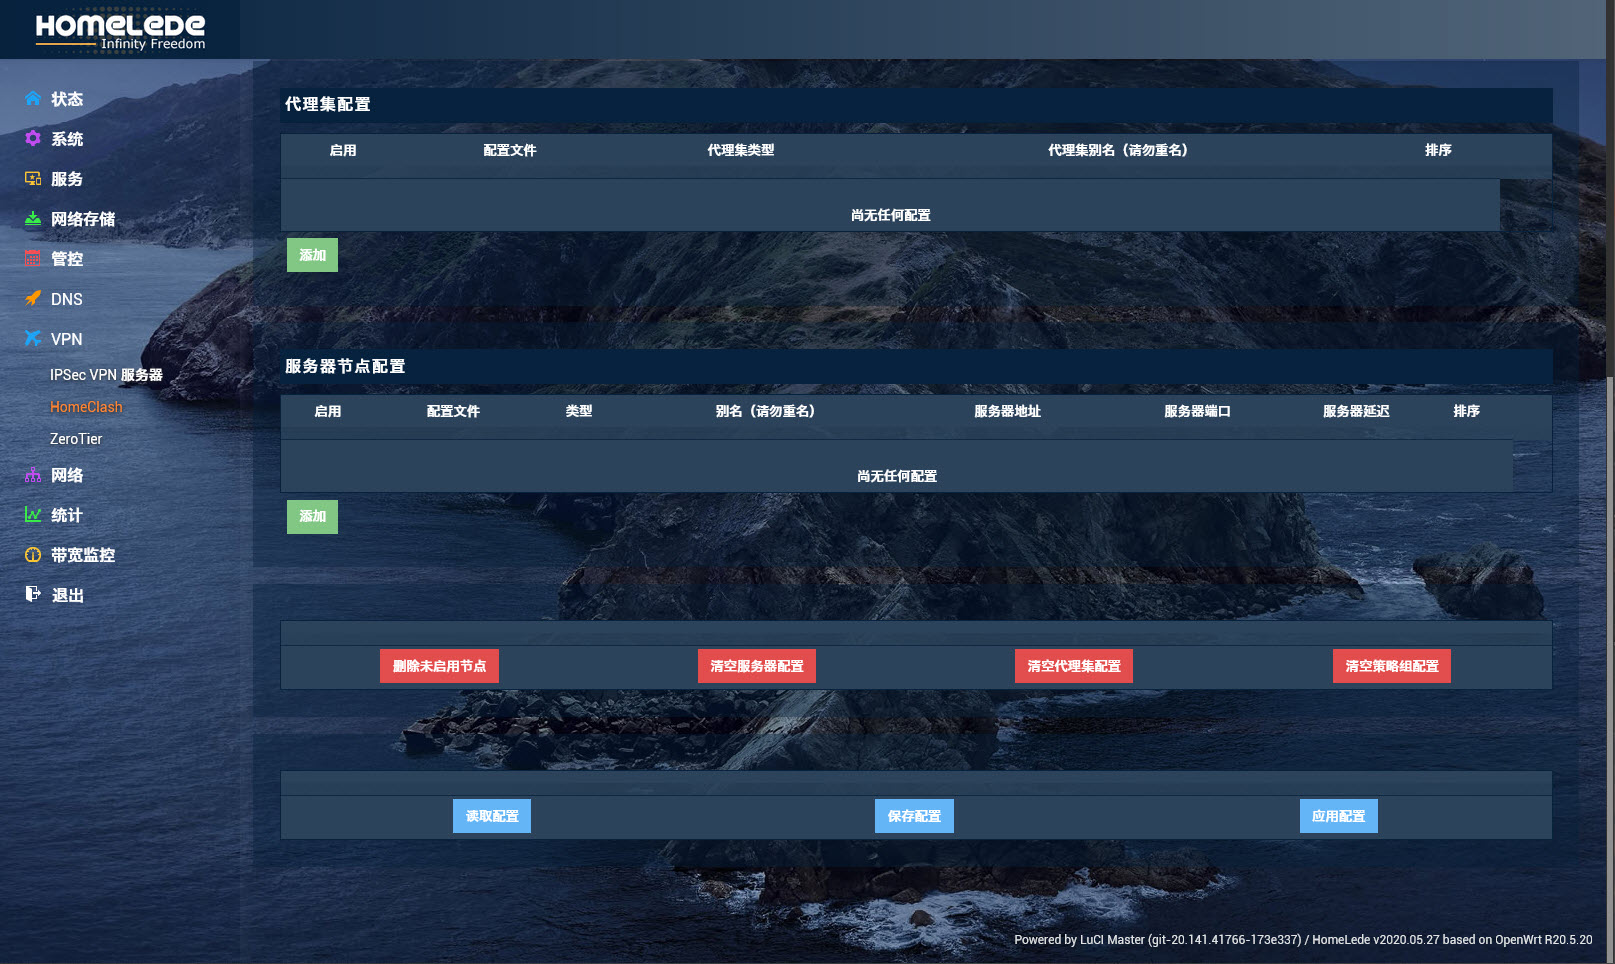 HOMELEDE
Infinity Freedom
状态
系统
服务
网络存储
管控
DNS
VPN
IPSec VPN 服务器
HomeClash
ZeroTier
网络
统计
带宽监控
退出
代理集配置
启用 配置文件 代理集类型 代理集别名（请勿重名） 排序
尚无任何配置
添加
服务器节点配置
启用 配置文件 类型 别名（请勿重名） 服务器地址 服务器端口 服务器延迟 排序
尚无任何配置
添加
删除未启用节点 清空服务器配置 清空代理集配置 清空策略组配置
读取配置 保存配置 应用配置
Powered by LuCI Master (git-20.141.41766-173e337) / HomeLede v2020.05.27 based on OpenWrt R20.5.20